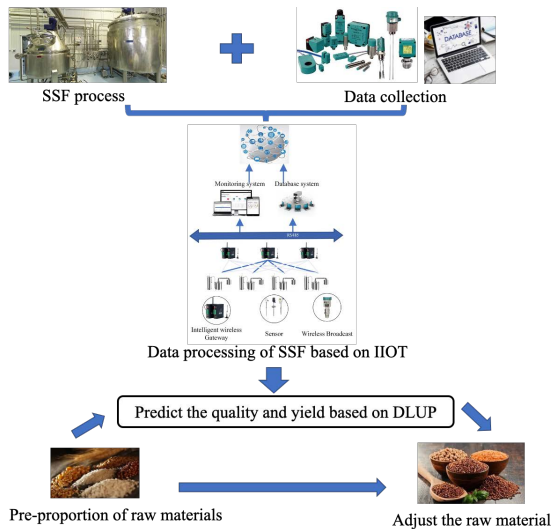 DATABASE
SSF process
Data collection
Monitoring system
Database system
RS485
Intelligent wireless
Gateway
Sensor
Wireless Broadcast
Data processing of SSF based on IIOT
Predict the quality and yield based on DLUP
Pre-proportion of raw materials
Adjust the raw material